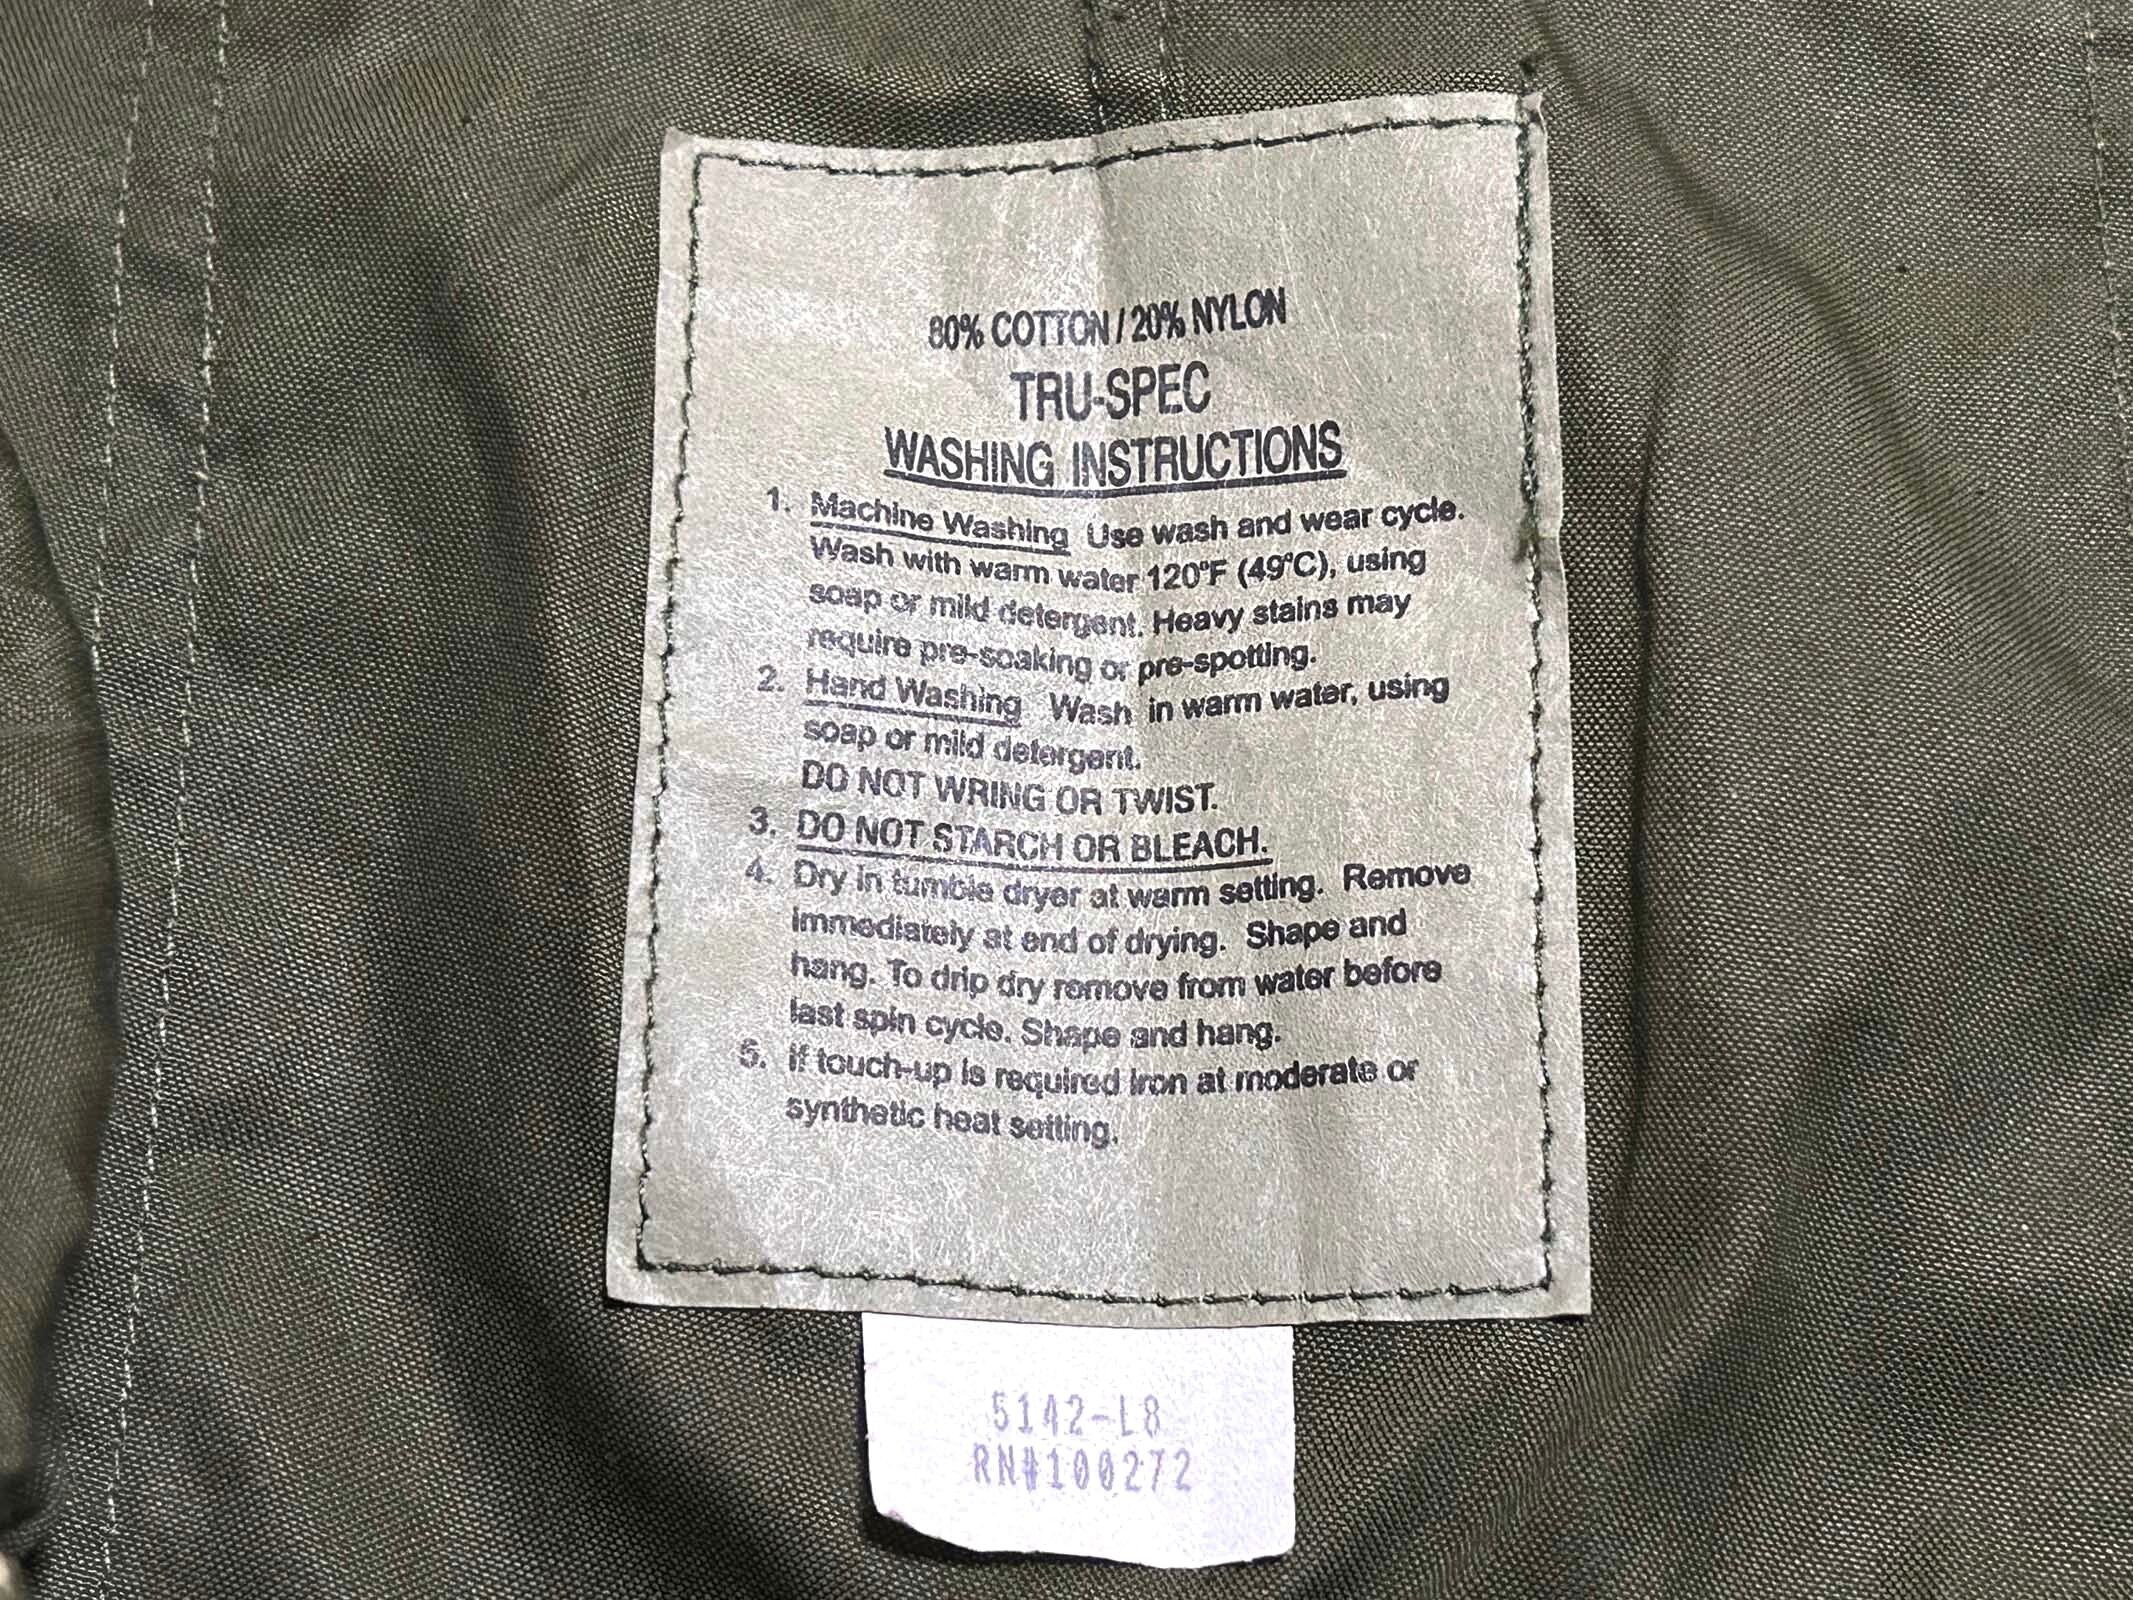 80% COTTON / 20% NYLON
TRU-SPEC
WASHING INSTRUCTIONS
1. Machine Washing Use wash and wear cycle.
Wash with warm water 120°F (49°C), using
soap or mild detergent. Heavy stains may
require pre-soaking or pre-spotting.
2. Hand Washing Wash in warm water, using
soap or mild detergent.
DO NOT WRING OR TWIST.
3. DO NOT STARCH OR BLEACH.
4. Dry in tumble dryer at warm setting. Remove
immediately at end of drying. Shape and
hang. To drip dry remove from water before
last spin cycle. Shape and hang.
5. If touch-up is required iron at moderate or
synthetic heat setting.
5142-L8
RN#100272